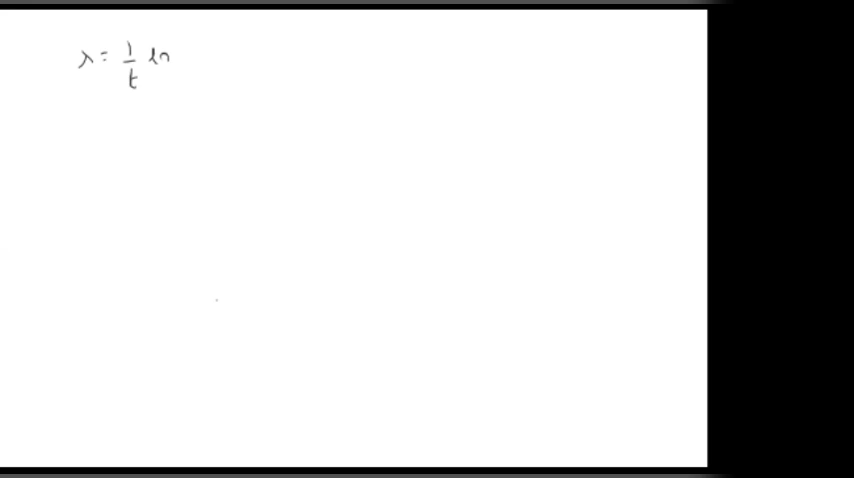 λ = 1/t ln